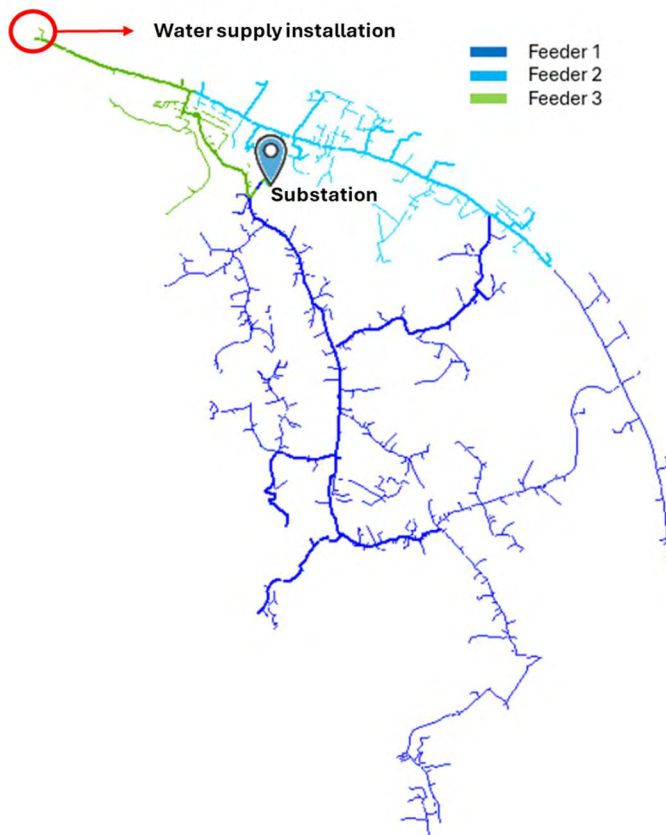 Water supply installation
Feeder 1
Feeder 2
Feeder 3
Substation